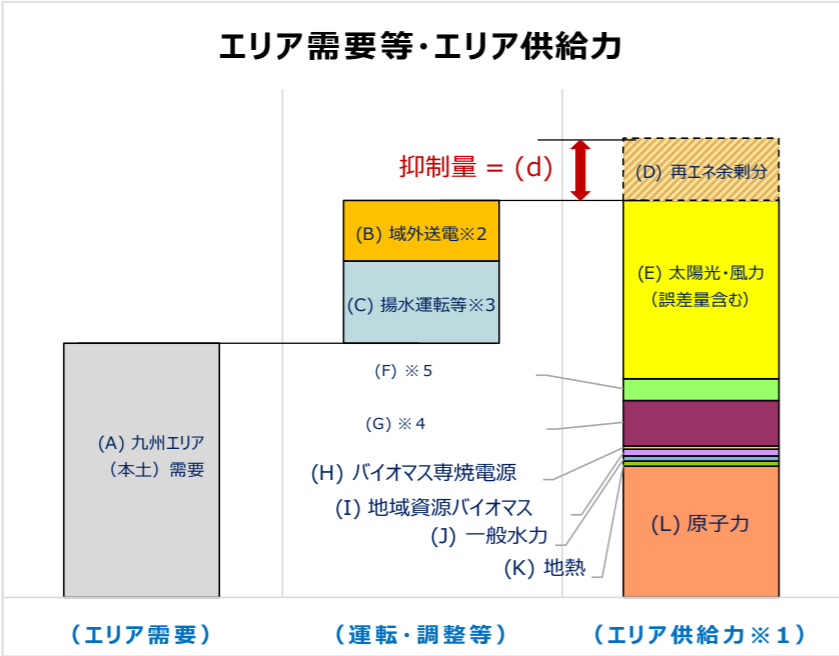 エリア需要等・エリア供給力
抑制量 = (d)
(D) 再エネ余剰分
(B) 域外送電※2
(E) 太陽光・風力
（誤差量含む）
(C) 揚水運転等※3
(F) ※5
(G) ※4
(A) 九州エリア
（本土）需要
(H) バイオマス専焼電源
(I) 地域資源バイオマス
(J) 一般水力
(K) 地熱
(L) 原子力
（エリア需要）
（運転・調整等）
（エリア供給力※1）